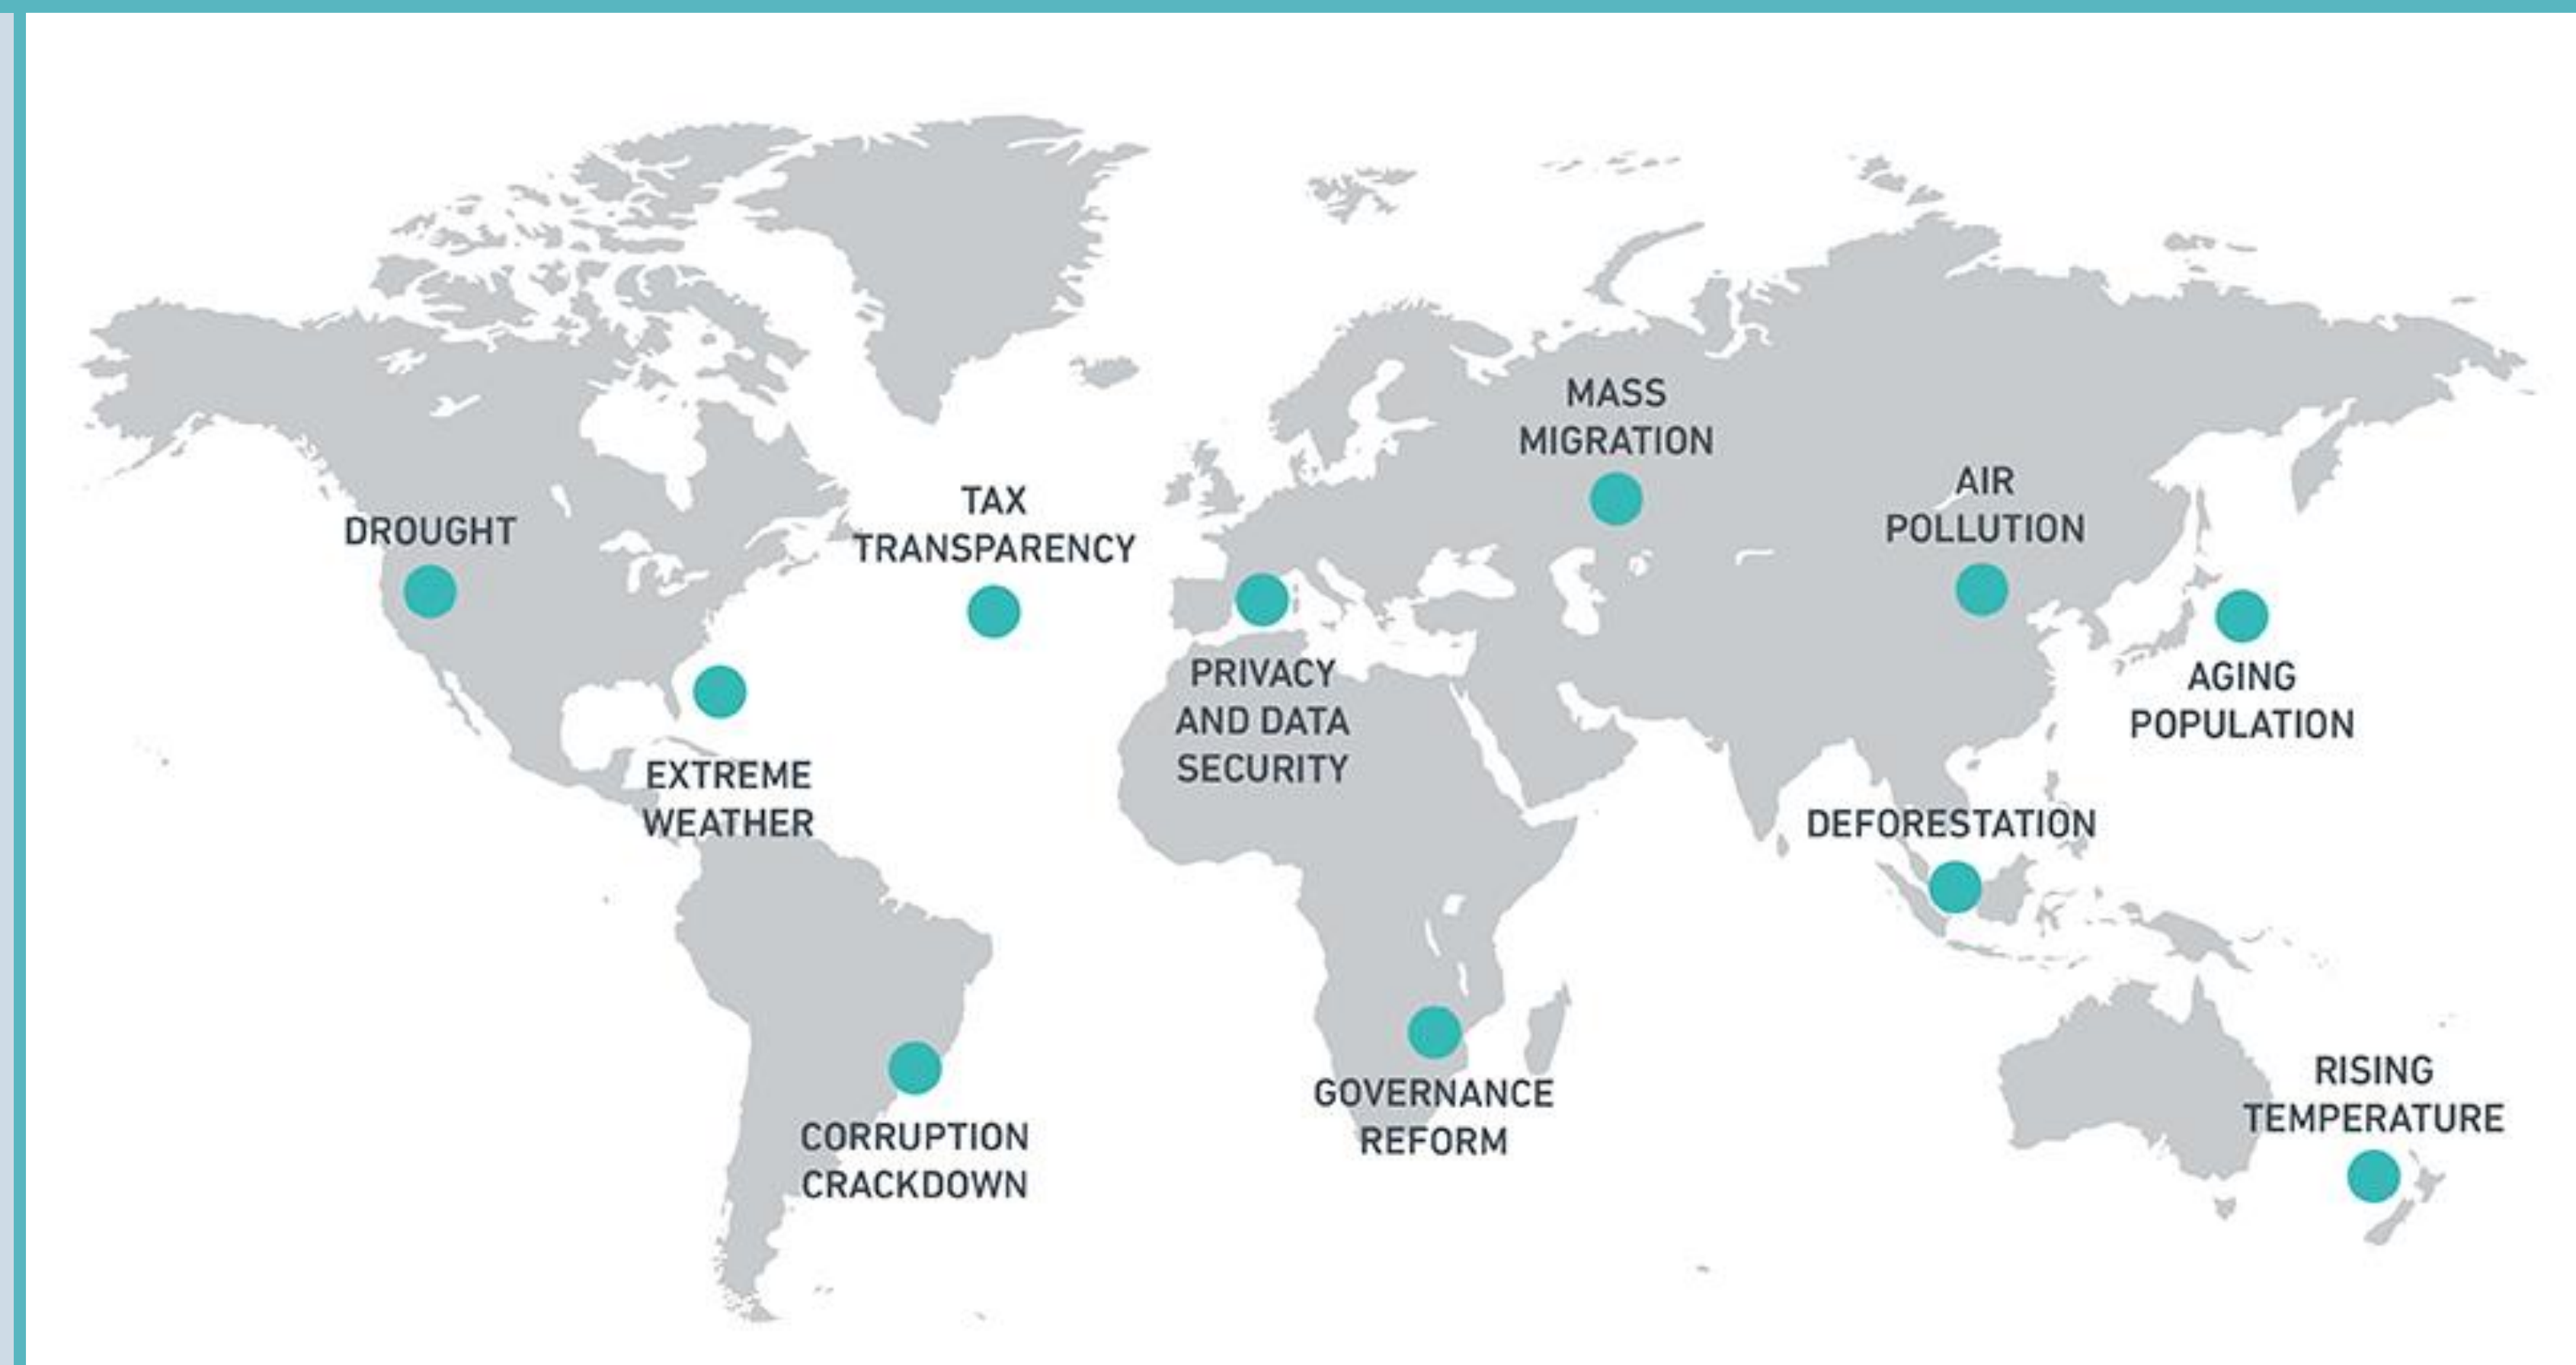 MASS
MIGRATION
AIR
POLLUTION
TAX
TRANSPARENCY
DROUGHT
PRIVACY
AND DATA
SECURITY
AGING
POPULATION
EXTREME
WEATHER
DEFORESTATION
RISING
TEMPERATURE
GOVERNANCE
REFORM
CORRUPTION
CRACKDOWN